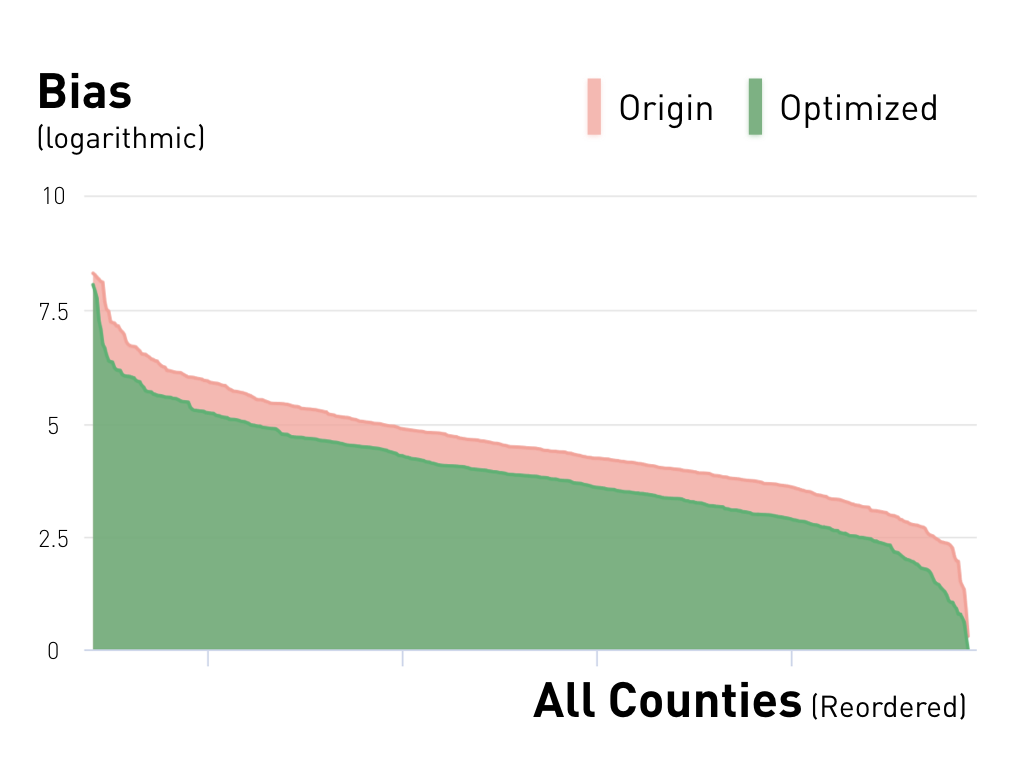 Bias
(logarithmic)
Origin
Optimized
10
7.5
5
2.5
0
All Counties (Reordered)